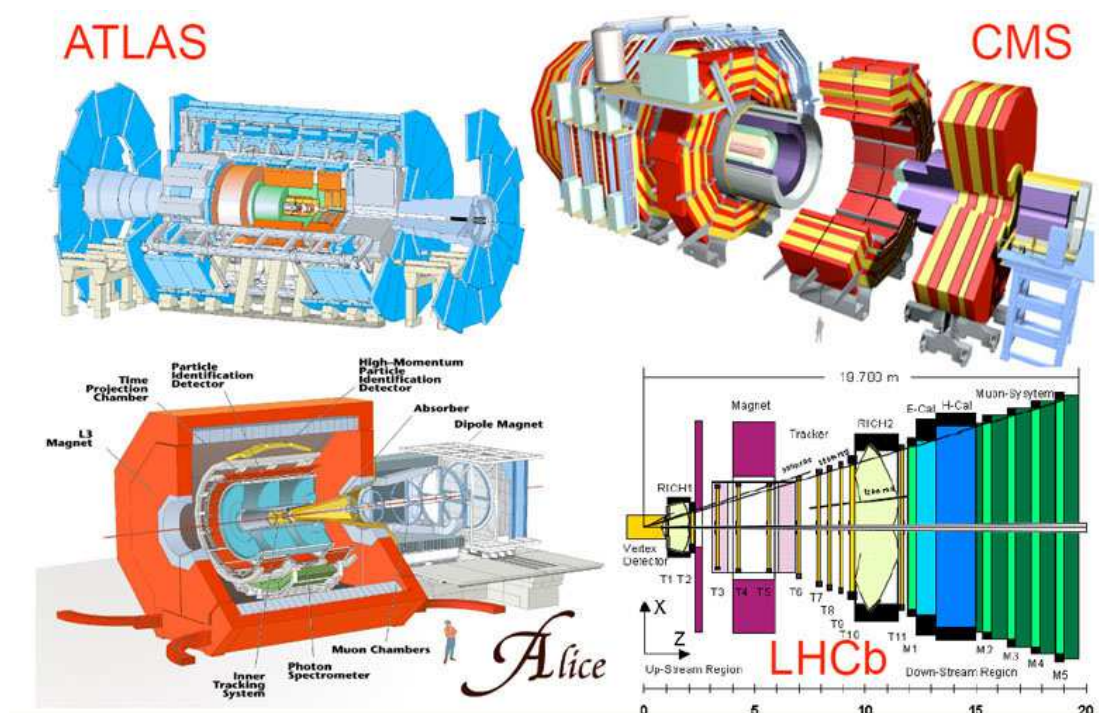 ATLAS
CMS
Particle
Identification
Detector
High-Momentum
Particle
Identification
Detector
Time
Projection
Chamber
Absorber
Dipole Magnet
L3
Magnet
Muon Chambers
Photon
Spectrometer
Inner
Tracking
System
Alice
19.700 m
Muon-Sysytem
H-Cal
E-Cal
Magnet
RICH2
Tracker
RICH1
Vertex
Detector
T1 T2
T3
T4
T5
T6
T7
T8
T9
T10
T11
M1
M2
M3
M4
M5
X
Z
Up-Stream Region
LHCb
Down-Stream Region
0
5
10
15
20